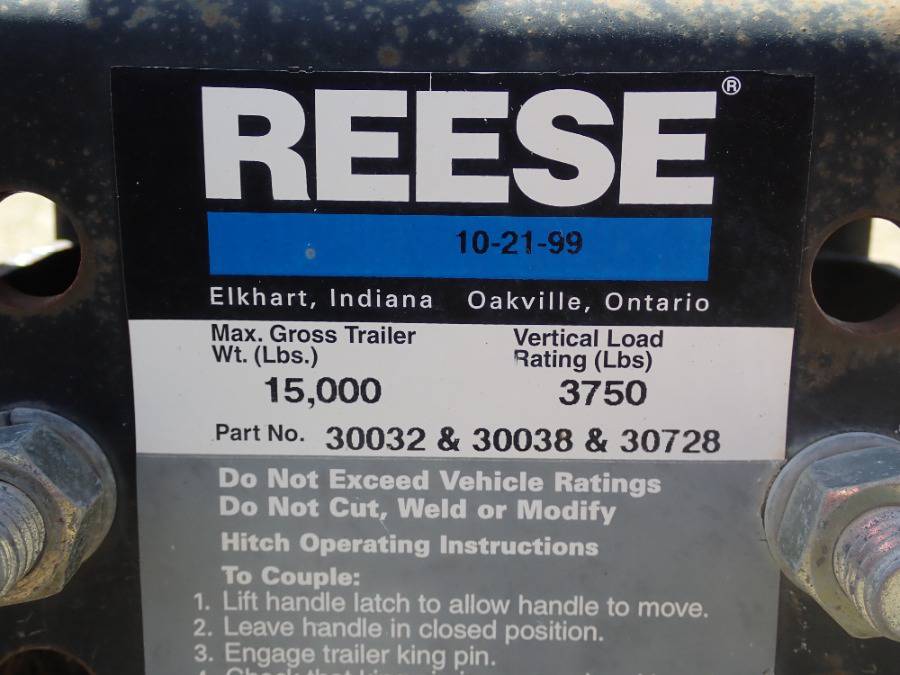 REESE®
10-21-99
Elkhart, Indiana Oakville, Ontario
Max. Gross Trailer Wt. (Lbs.)
15,000
Vertical Load Rating (Lbs)
3750
Part No. 30032 & 30038 & 30728
Do Not Exceed Vehicle Ratings
Do Not Cut, Weld or Modify
Hitch Operating Instructions
To Couple:
1. Lift handle latch to allow handle to move.
2. Leave handle in closed position.
3. Engage trailer king pin.